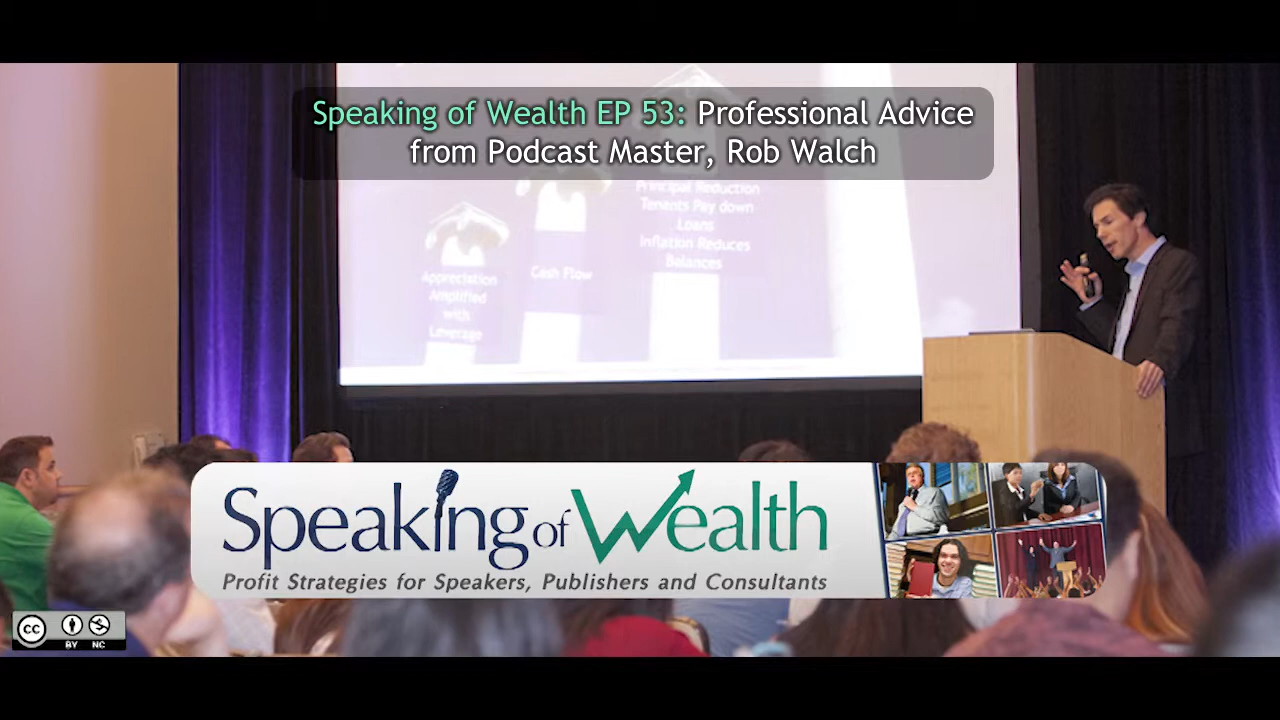 Speaking of Wealth EP 53: Professional Advice
from Podcast Master, Rob Walch
Principal Reduction
Tenents Pay down
Loans
Inflation Reduces
Balances
Cash Flow
Appreciation
Amplified
with
Leverage
Speaking of Wealth
Profit Strategies for Speakers, Publishers and Consultants
cc
BY NC